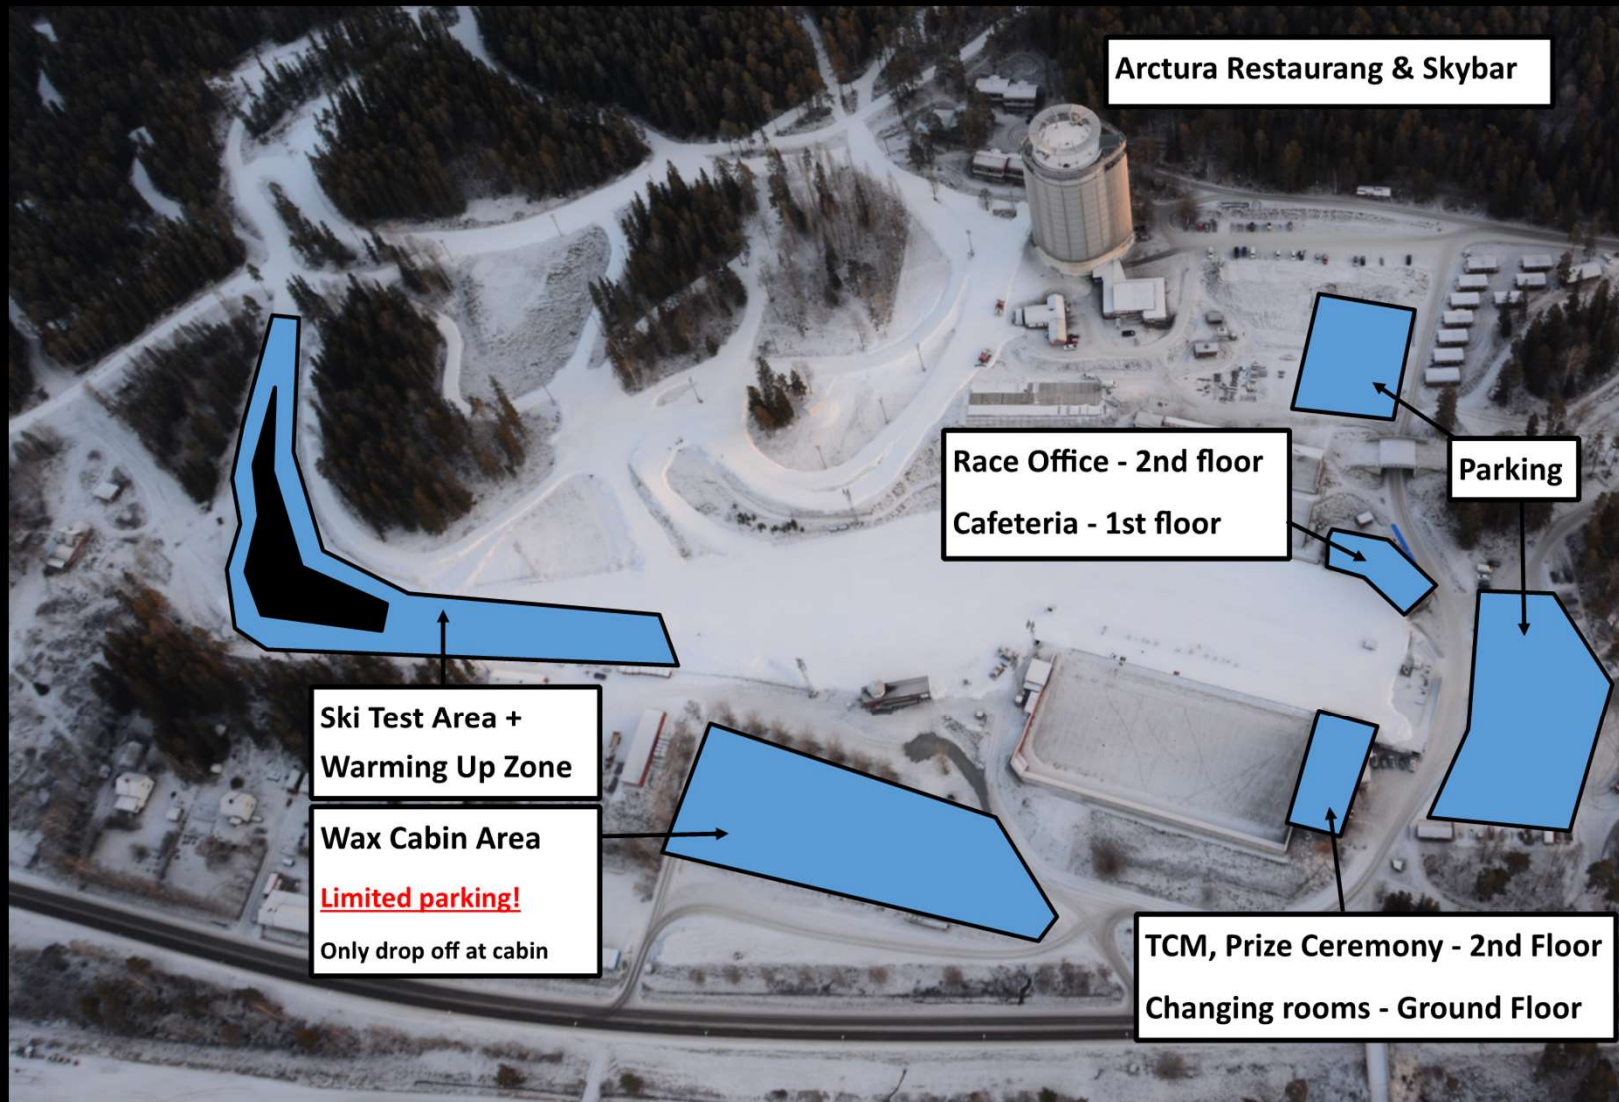 Arctura Restaurang & Skybar
Race Office - 2nd floor
Cafeteria - 1st floor
Parking
Ski Test Area +
Warming Up Zone
Wax Cabin Area
Limited parking!
Only drop off at cabin
TCM, Prize Ceremony - 2nd Floor
Changing rooms - Ground Floor